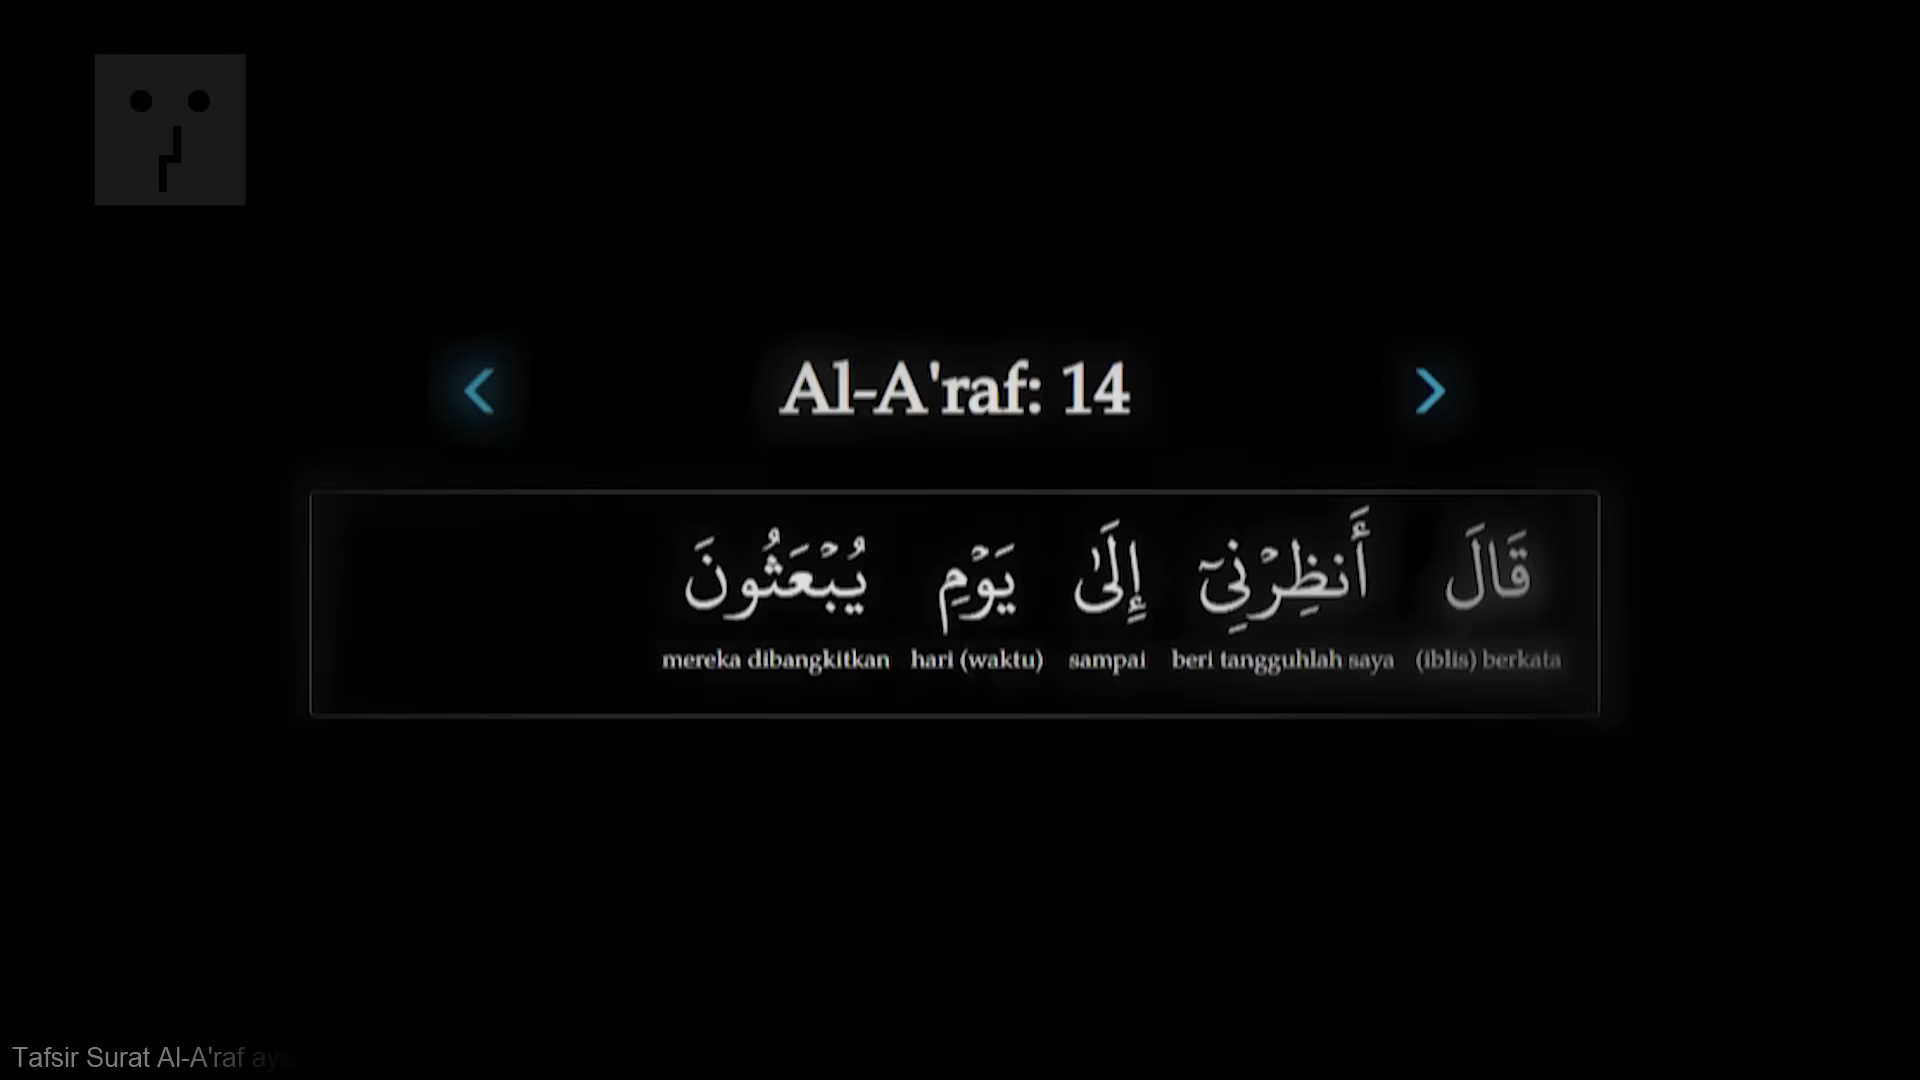 Al-A'raf: 14
قَالَ أَنظِرْنِىٓ إِلَىٰ يَوْمِ يُبْعَثُونَ
mereka dibangkitkan hari (waktu) sampai beri tangguhlah saya (iblis) berkata
Tafsir Surat Al-A'raf